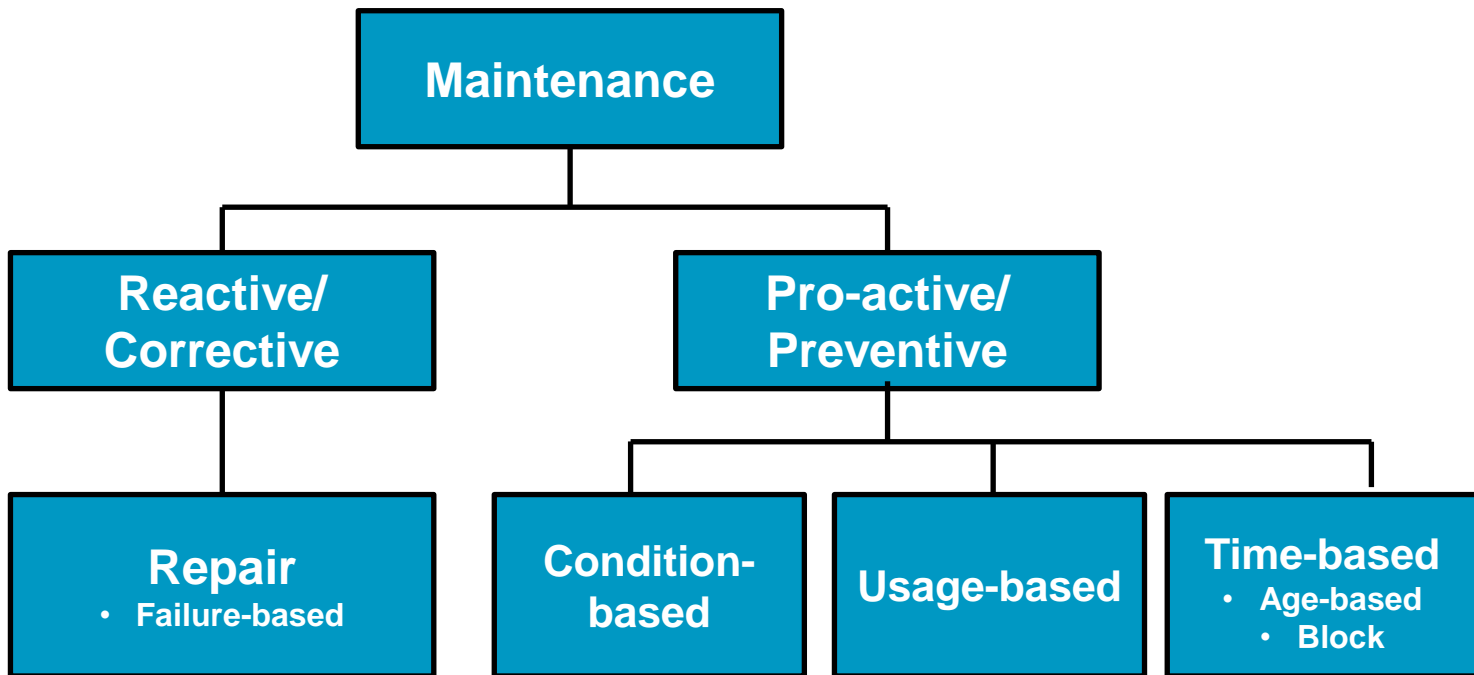 Maintenance
Reactive/
Corrective
Pro-active/
Preventive
Repair
• Failure-based
Condition-
based
Usage-based
Time-based
• Age-based
• Block